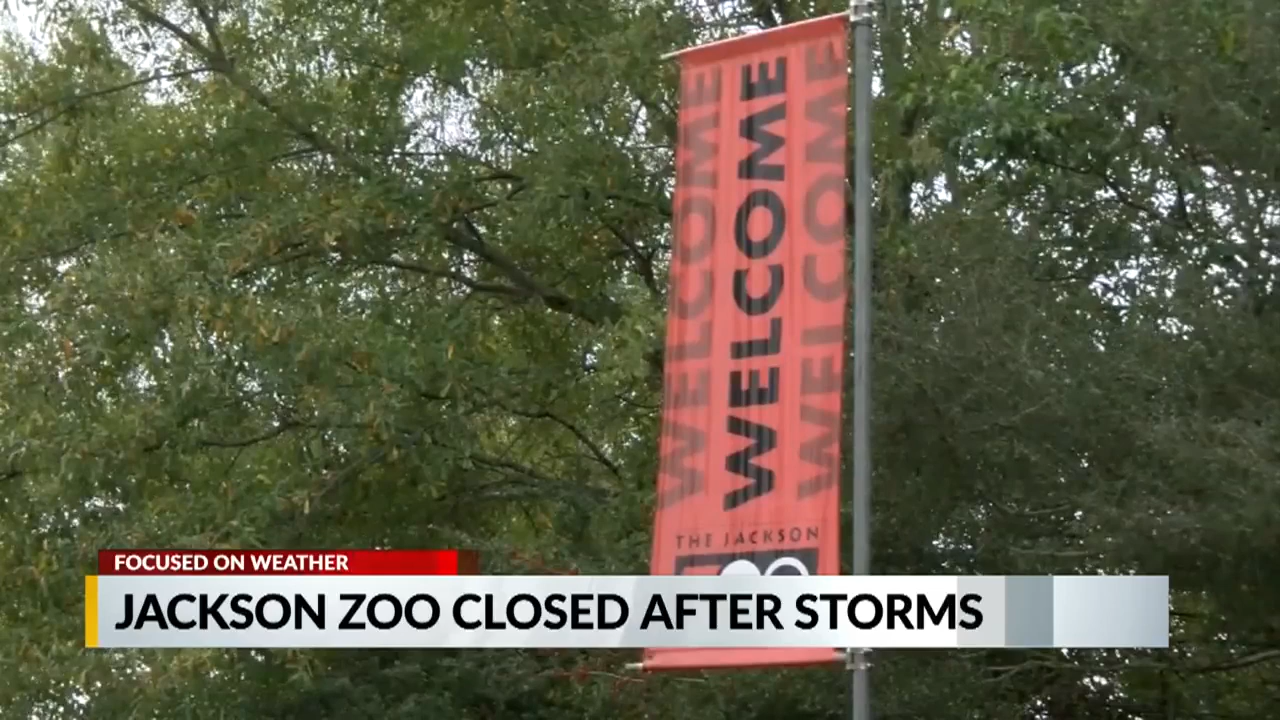 WELCOME
WELCOME
WELCOME
THE JACKSON
FOCUSED ON WEATHER
JACKSON ZOO CLOSED AFTER STORMS